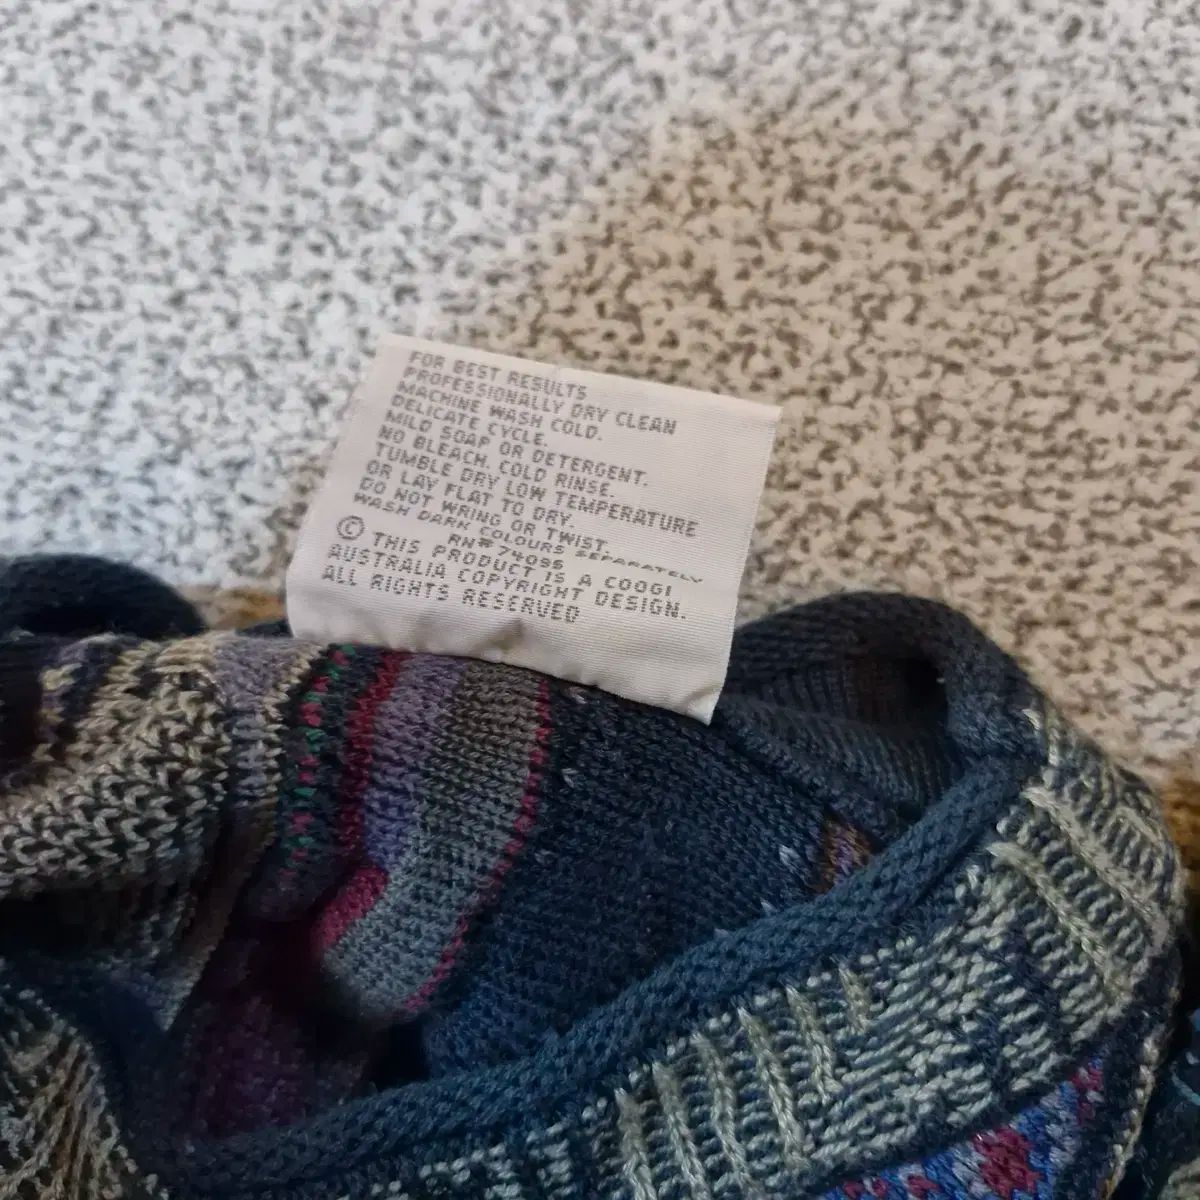 FOR BEST RESULTS
PROFESSIONALLY DRY CLEAN
MACHINE WASH COLD.
DELICATE CYCLE.
MILD SOAP OR DETERGENT.
NO BLEACH. COLD RINSE.
TUMBLE DRY LOW TEMPERATURE
OR LAY FLAT TO DRY.
DO NOT WRING OR TWIST.
WASH DARK COLOURS SEPARATELY
RN# 74095
© THIS PRODUCT IS A COOGI
AUSTRALIA COPYRIGHT DESIGN.
ALL RIGHTS RESERVED